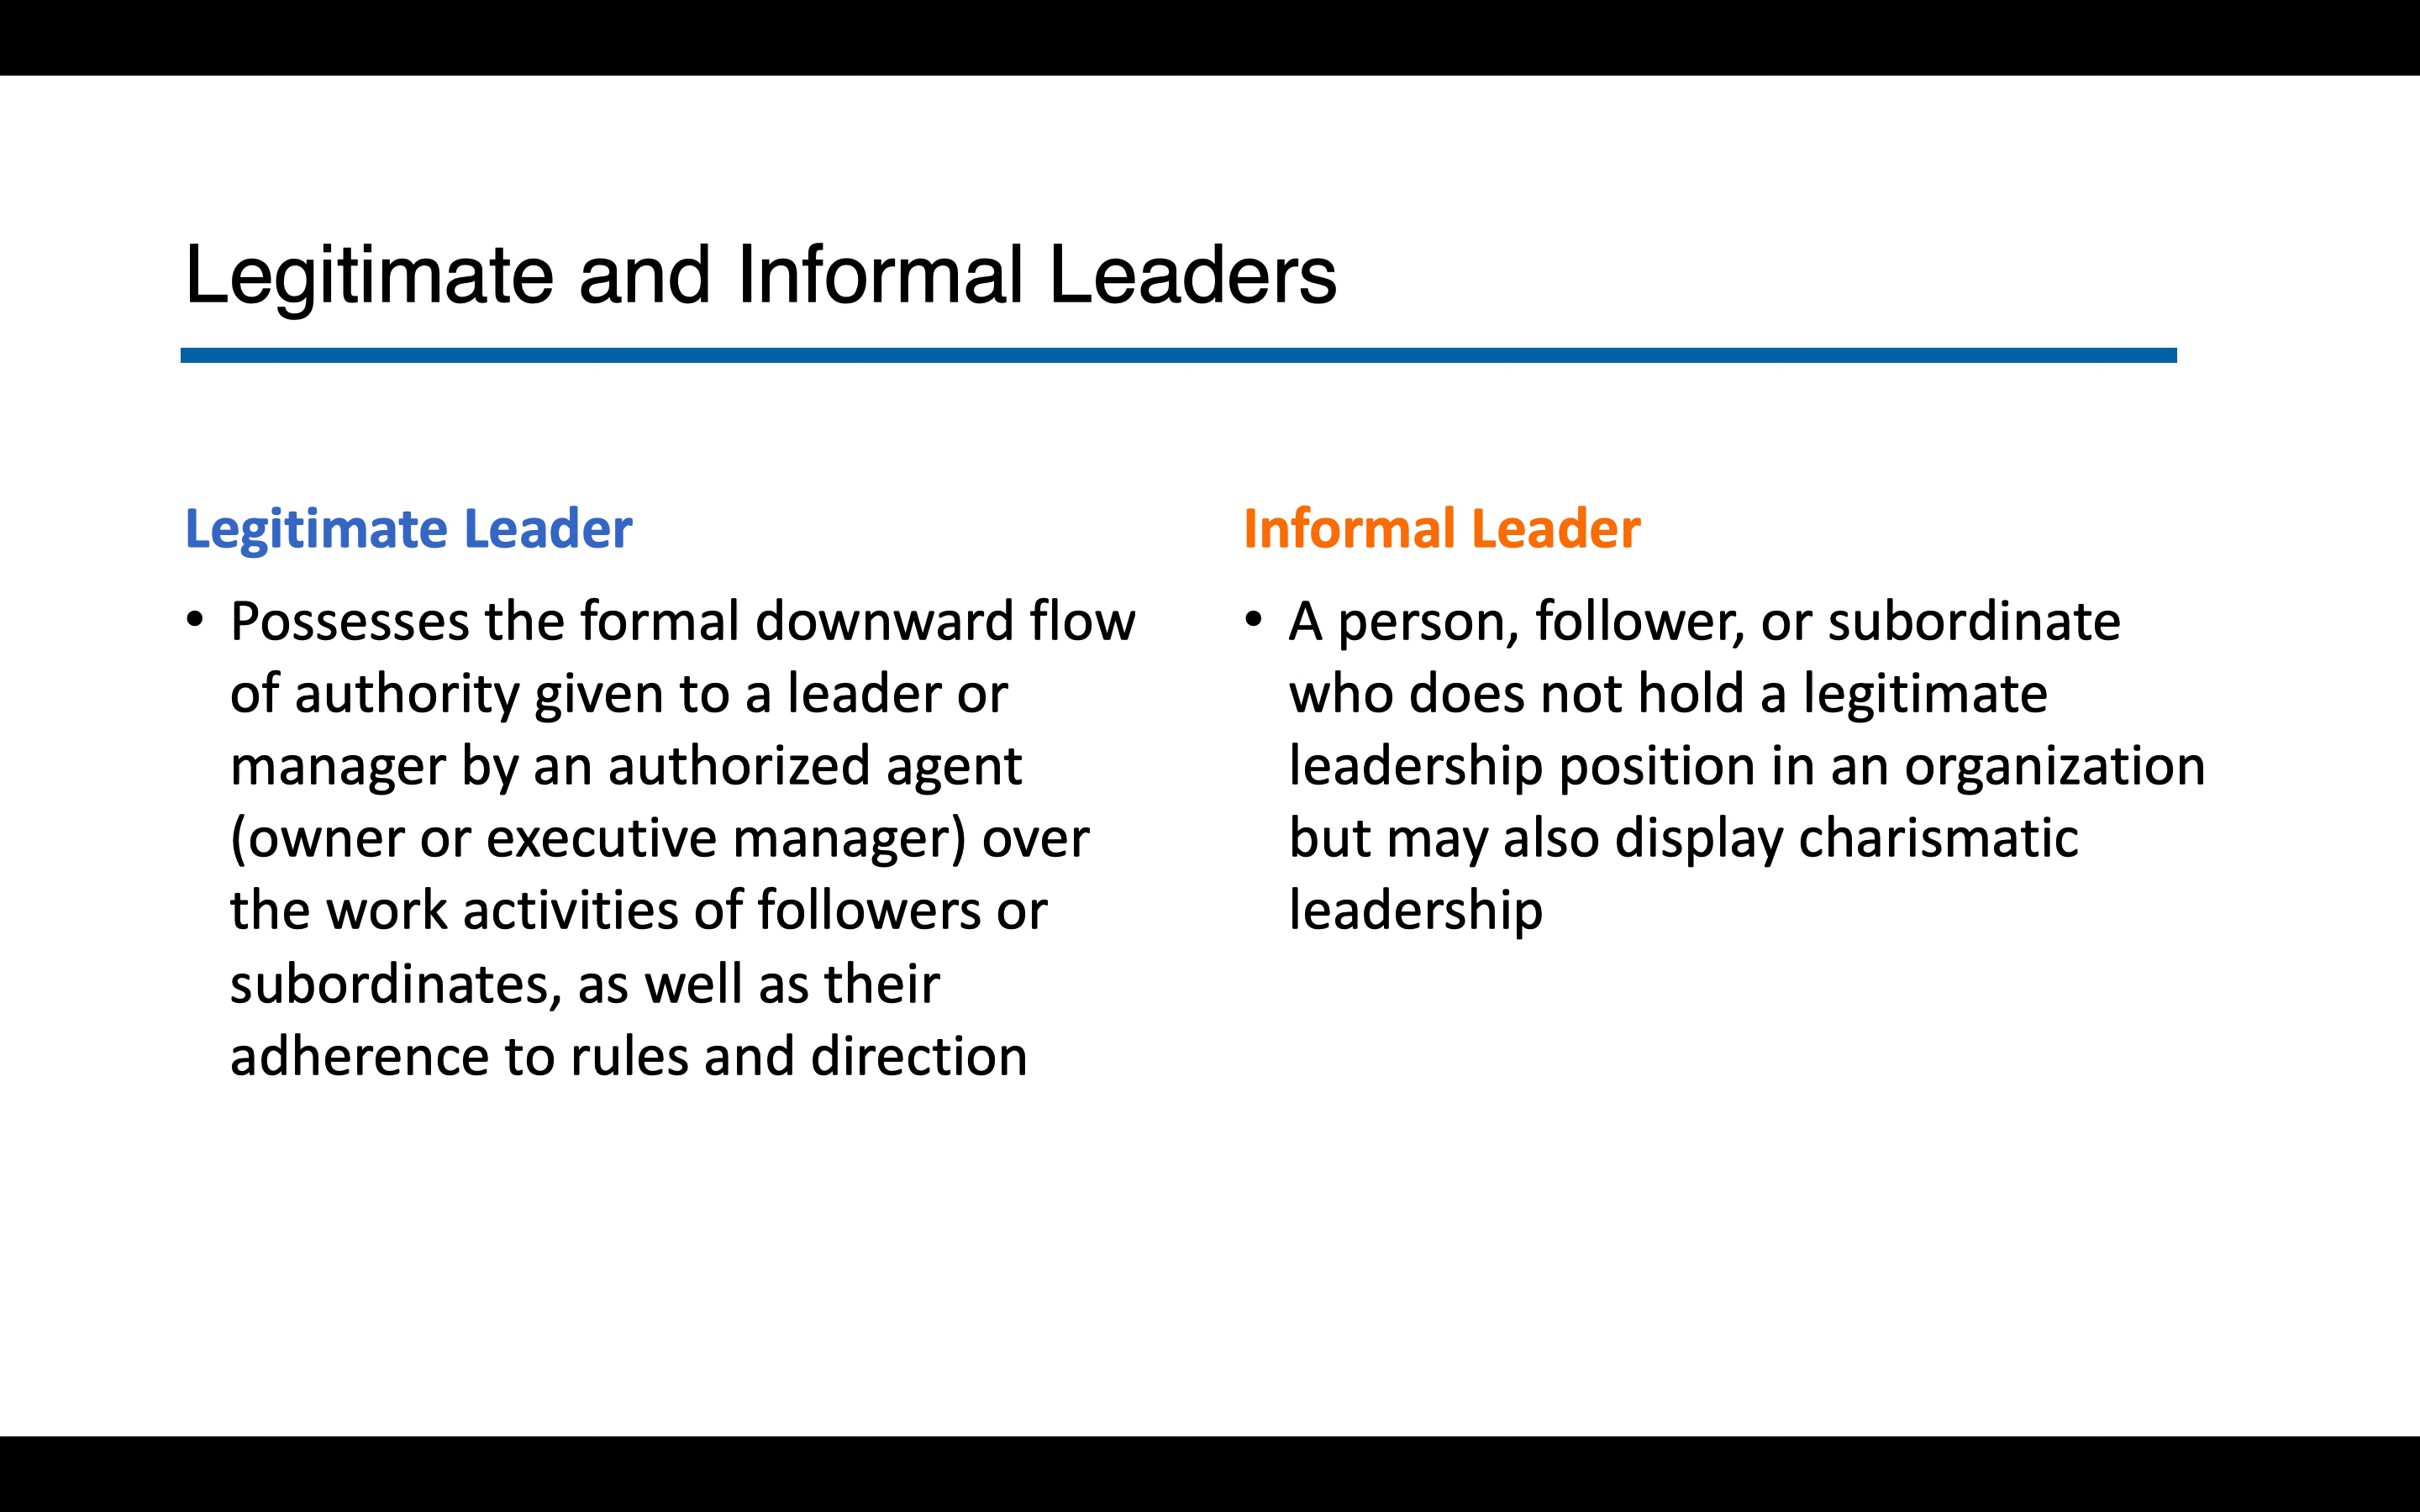 Legitimate and Informal Leaders
Legitimate Leader
• Possesses the formal downward flow
of authority given to a leader or
manager by an authorized agent
(owner or executive manager) over
the work activities of followers or
subordinates, as well as their
adherence to rules and direction
Informal Leader
• A person, follower, or subordinate
who does not hold a legitimate
leadership position in an organization
but may also display charismatic
leadership